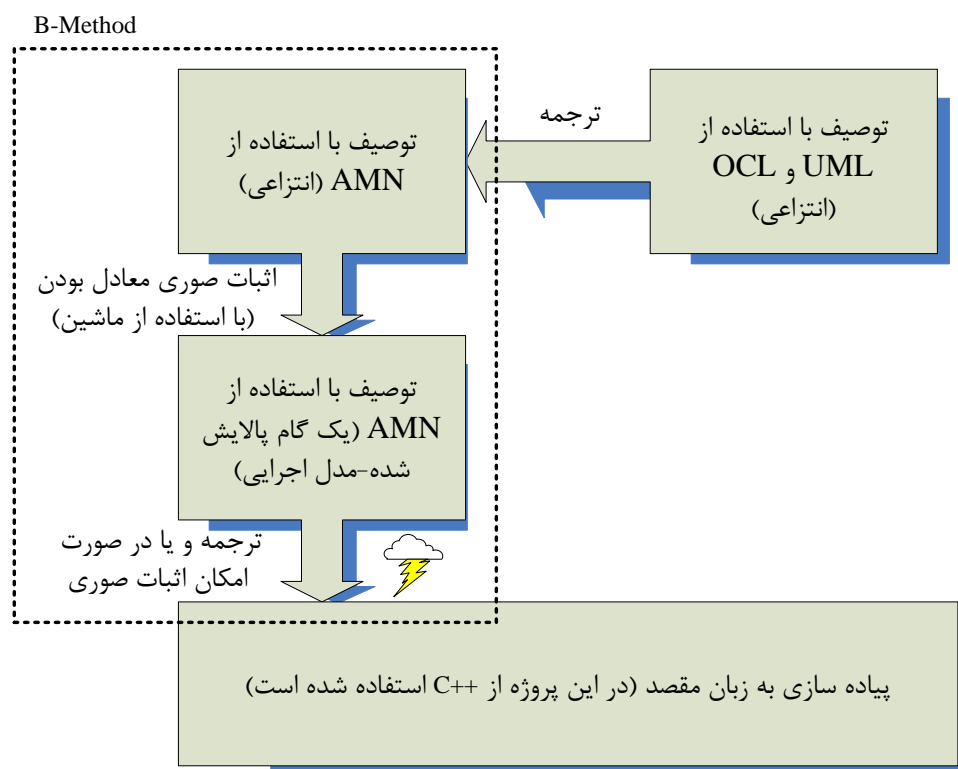 B-Method
توصیف با استفاده از
UML و OCL
(انتزاعی)
ترجمه
توصیف با استفاده از
AMN (انتزاعی)
اثبات صوری معادل بودن
(با استفاده از ماشین)
توصیف با استفاده از
AMN (یک گام پالایش
شده-مدل اجرایی)
ترجمه و یا در صورت
امکان اثبات صوری
پیاده سازی به زبان مقصد (در این پروژه از C++ استفاده شده است)